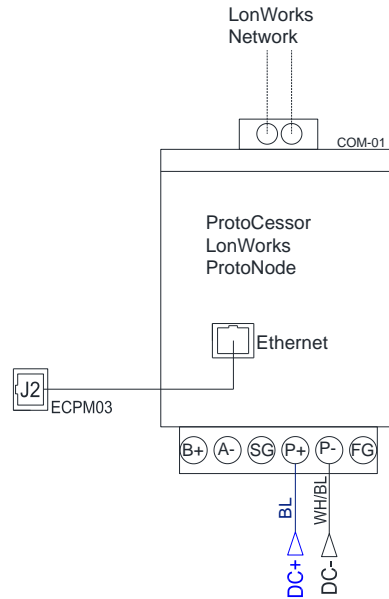 LonWorks
Network
COM-01
ProtoCessor
LonWorks
ProtoNode
Ethernet
J2
ECPM03
B+ A- SG P+ P- FG
BL
WH/BL
DC+
DC-